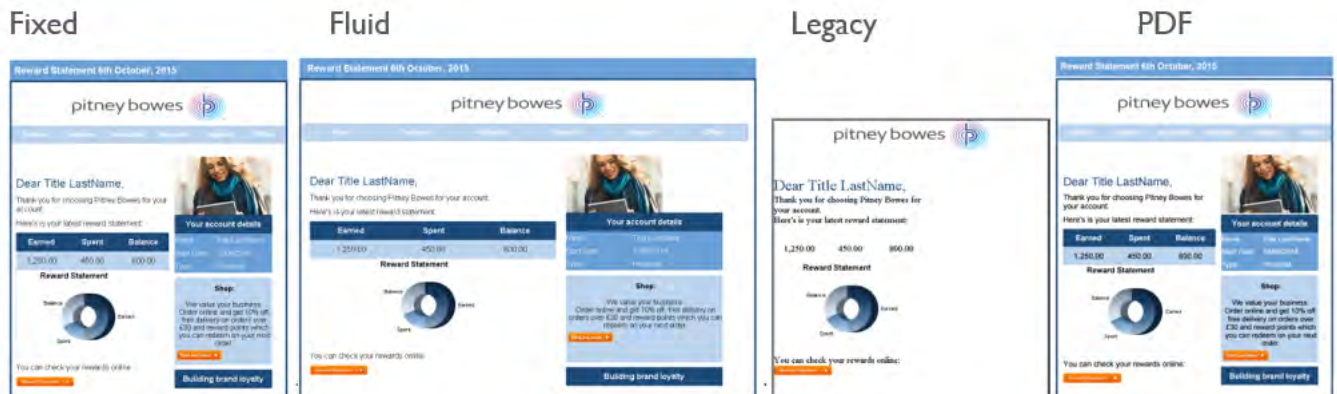 Fixed
Reward Statement 6th October, 2015
pitney bowes
Dear Title LastName,
Thank you for choosing Pitney Bowes for your
account.
Here's is your latest reward statement:
Earned Spent Balance
1,250.00 450.00 800.00
Reward Statement
Balance
Earned
Spent
You can check your rewards online
Your account details
Shop:
We value your business.
Order online and get 10% off,
free delivery on orders over
£30 and reward points which
you can redeem on your next
order.
Building brand loyalty
Fluid
Reward Statement 6th October, 2015
pitney bowes
Dear Title LastName,
Thank you for choosing Pitney Bowes for your account.
Here's is your latest reward statement:
Earned Spent Balance
1,250.00 450.00 800.00
Reward Statement
Balance
Earned
Spent
You can check your rewards online
Your account details
Shop:
We value your business.
Order online and get 10% off, free delivery on
orders over £30 and reward points which you can
redeem on your next order.
Building brand loyalty
Legacy
pitney bowes
Dear Title LastName,
Thank you for choosing Pitney Bowes for
your account.
Here's is your latest reward statement:
1,250.00 450.00 800.00
Reward Statement
Balance
Earned
Spent
You can check your rewards online:
PDF
Reward Statement 6th October, 2015
pitney bowes
Dear Title LastName,
Thank you for choosing Pitney Bowes for
your account.
Here's is your latest reward statement:
Earned Spent Balance
1,250.00 450.00 800.00
Reward Statement
Balance
Earned
Spent
You can check your rewards online:
Your account details
Shop:
We value your business.
Order online and get 10% off,
free delivery on orders over
£30 and reward points which
you can redeem on your next
order.
Building brand loyalty